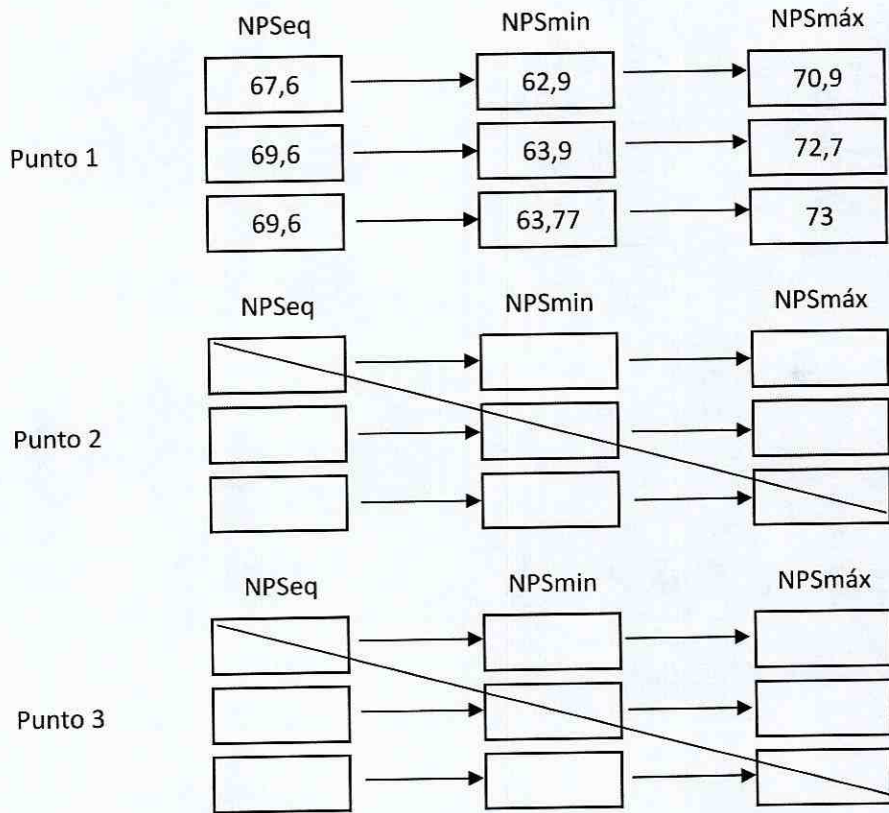 NPSeq NPSmin NPSmáx
67,6 62,9 70,9
Punto 1 69,6 63,9 72,7
69,6 63,77 73
NPSeq NPSmin NPSmáx
Punto 2
NPSeq NPSmin NPSmáx
Punto 3